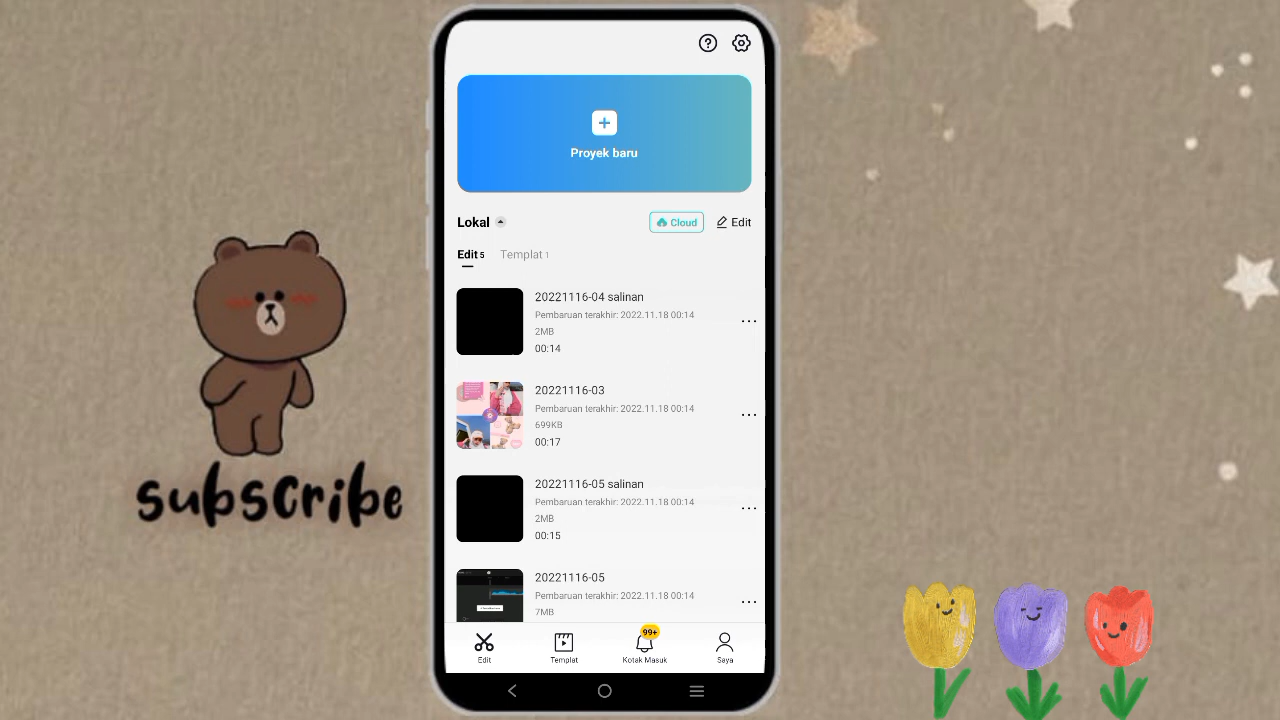 Proyek baru
Lokal
Cloud
Edit
Edit 5
Templat 1
20221116-04 salinan
Pembaruan terakhir: 2022.11.18 00:14
2MB
00:14
20221116-03
Pembaruan terakhir: 2022.11.18 00:14
699KB
00:17
20221116-05 salinan
Pembaruan terakhir: 2022.11.18 00:14
2MB
00:15
20221116-05
Pembaruan terakhir: 2022.11.18 00:14
7MB
99+
Edit
Templat
Kotak Masuk
Saya
subscribe